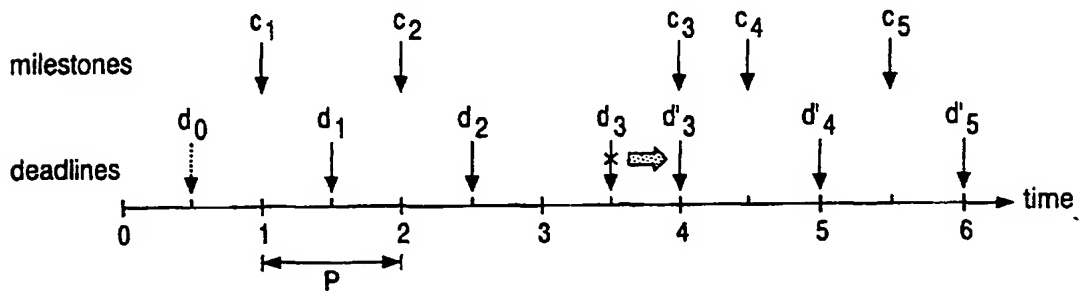 c1 c2 c3 c4 c5
milestones
d0 d1 d2 d3 d'3 d'4 d'5
deadlines
time
0 1 2 3 4 5 6
P